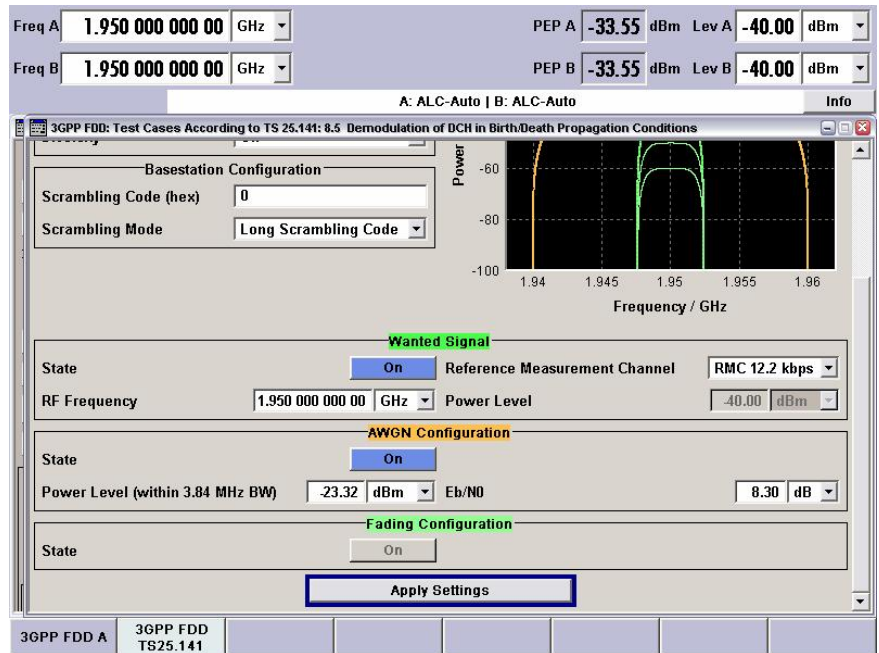 Freq A 1.950 000 000 00 GHz PEP A -33.55 dBm Lev A -40.00 dBm
Freq B 1.950 000 000 00 GHz PEP B -33.55 dBm Lev B -40.00 dBm
A: ALC-Auto | B: ALC-Auto Info
3GPP FDD: Test Cases According to TS 25.141: 8.5 Demodulation of DCH in Birth/Death Propagation Conditions
Basestation Configuration
Scrambling Code (hex) 0
Scrambling Mode Long Scrambling Code
Power
-60
-80
-100
1.94 1.945 1.95 1.955 1.96
Frequency / GHz
Wanted Signal
State On Reference Measurement Channel RMC 12.2 kbps
RF Frequency 1.950 000 000 00 GHz Power Level -40.00 dBm
AWGN Configuration
State On
Power Level (within 3.84 MHz BW) -23.32 dBm Eb/N0 8.30 dB
Fading Configuration
State On
Apply Settings
3GPP FDD A
3GPP FDD
TS25.141